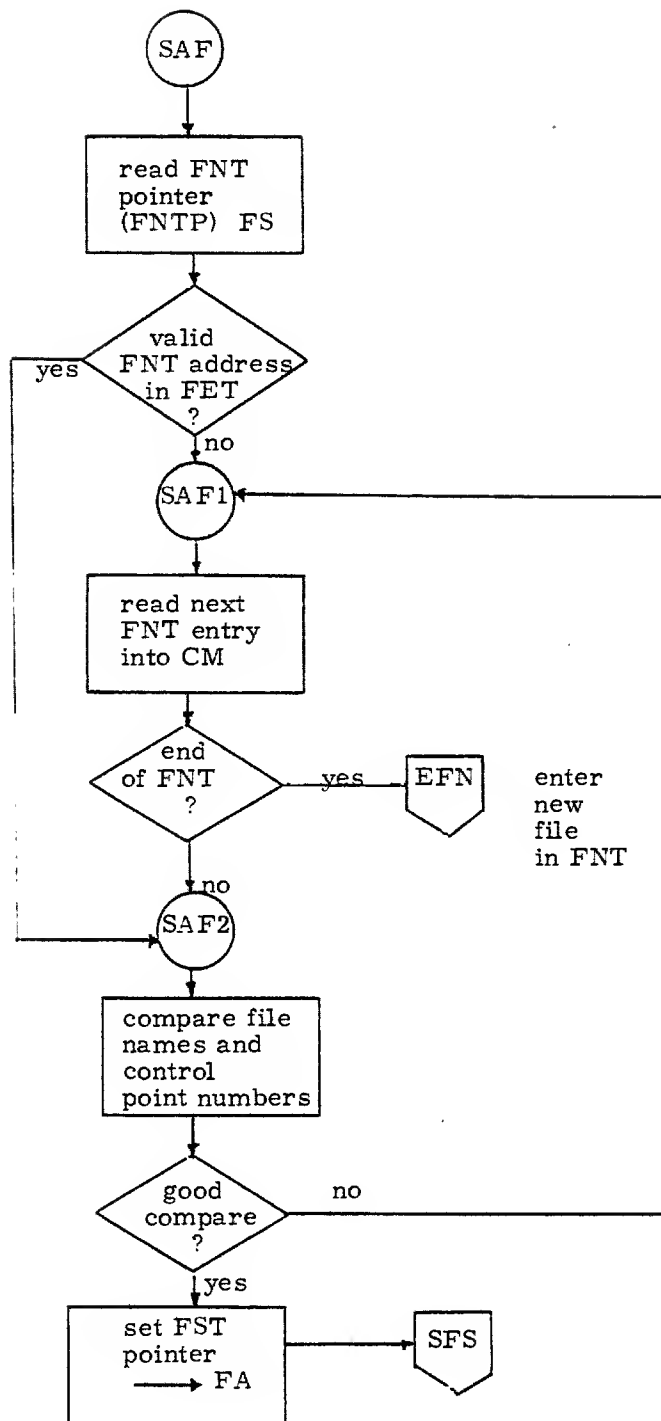 SAF
read FNT
pointer
(FNTP) FS
valid
FNT address
in FET
?
yes
no
SAF1
read next
FNT entry
into CM
end
of FNT
?
yes
EFN
enter
new
file
in FNT
no
SAF2
compare file
names and
control
point numbers
good
compare
?
no
yes
set FST
pointer
FA
SFS